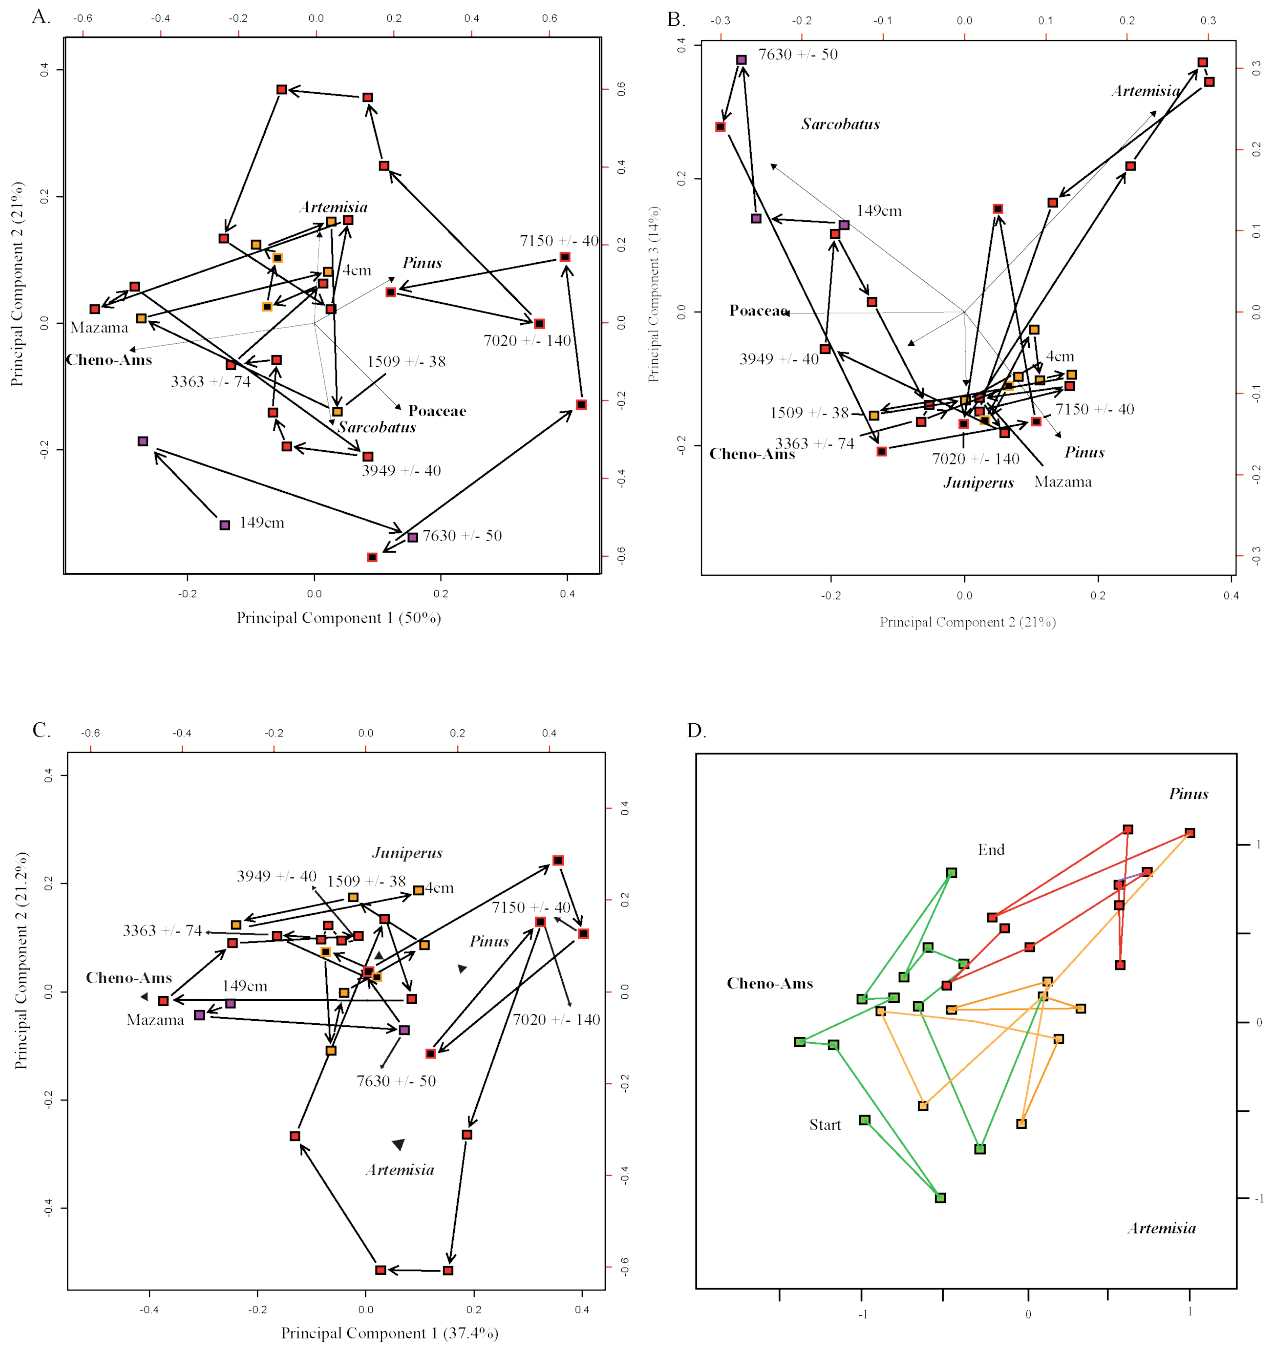 A.
-0.6 -0.4 -0.2 0.0 0.2 0.4 0.6
0.4
0.2
0.0
-0.2
Principal Component 2 (21%)
0.6
0.4
0.2
0.0
-0.2
-0.4
-0.6
Artemisia
7150 +/- 40
4cm
Pinus
Mazama
7020 +/- 140
Cheno-Ams
1509 +/- 38
3363 +/- 74
Poaceae
Sarcobatus
3949 +/- 40
149cm
7630 +/- 50
-0.2 0.0 0.2 0.4
Principal Component 1 (50%)
B.
-0.3 -0.2 -0.1 0.0 0.1 0.2 0.3
0.4
0.2
0.0
-0.2
Principal Component 3 (14%)
0.3
0.2
0.1
0.0
-0.1
-0.2
-0.3
7630 +/- 50
Artemisia
Sarcobatus
149cm
Poaceae
3949 +/- 40
4cm
1509 +/- 38
7150 +/- 40
3363 +/- 74
Cheno-Ams
7020 +/- 140
Pinus
Juniperus
Mazama
-0.2 0.0 0.2 0.4
Principal Component 2 (21%)
C.
-0.6 -0.4 -0.2 0.0 0.2 0.4
0.4
0.2
0.0
-0.2
-0.4
Principal Component 2 (21.2%)
0.4
0.2
0.0
-0.2
-0.4
-0.6
Juniperus
3949 +/- 40
1509 +/- 38
4cm
7150 +/- 40
3363 +/- 74
Pinus
Cheno-Ams
149cm
Mazama
7020 +/- 140
7630 +/- 50
Artemisia
-0.4 -0.2 0.0 0.2 0.4
Principal Component 1 (37.4%)
D.
Pinus
End
1
Cheno-Ams
0
Start
-1
Artemisia
-1 0 1